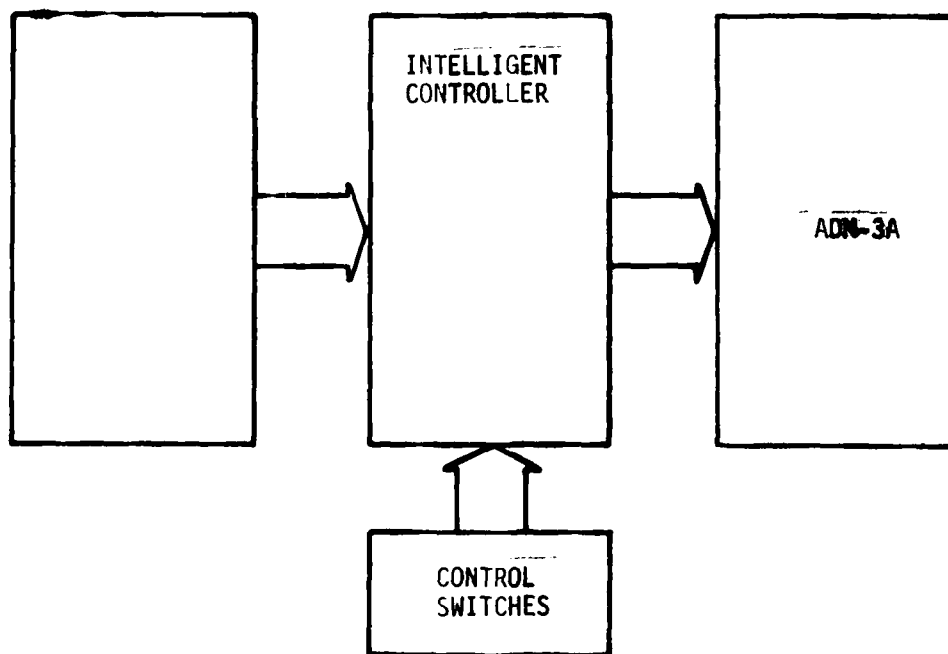 INTELLIGENT
CONTROLLER
ADM-3A
CONTROL
SWITCHES